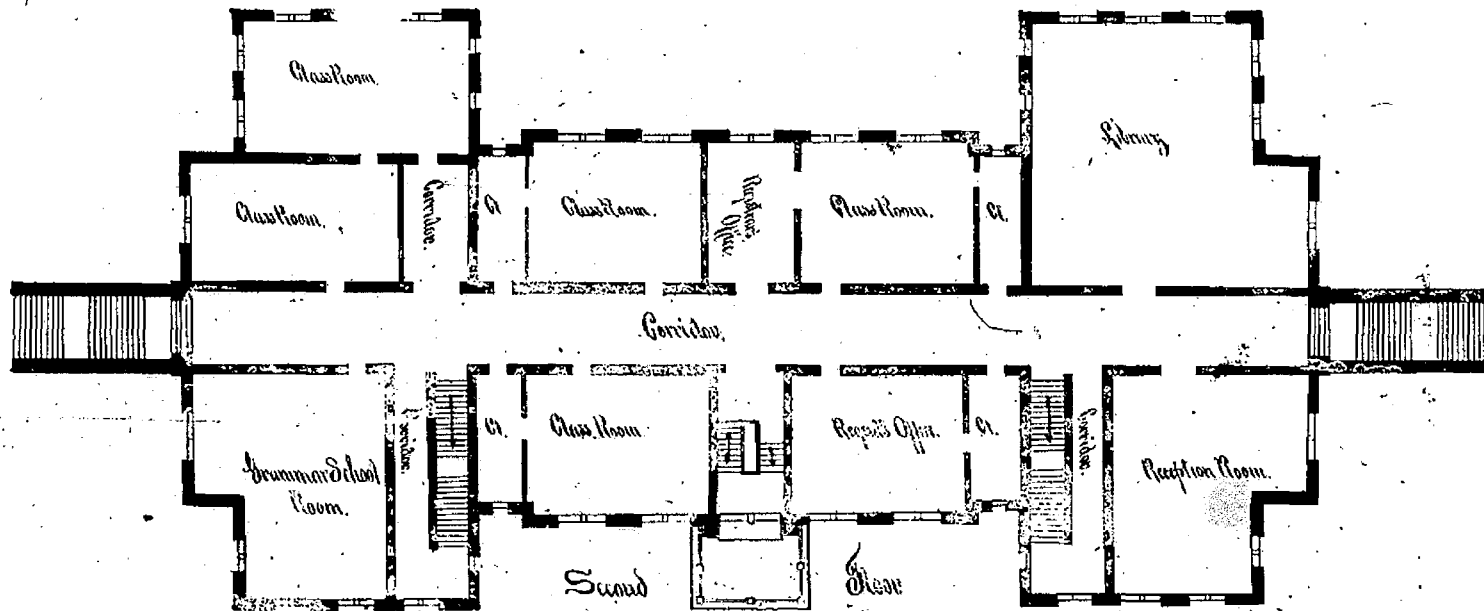 Class Room.
Library
Class Room.
Corridor.
Cl.
Class Room.
Office.
Class Room.
Cl.
Corridor.
Corridor.
Cl.
Class Room
Office.
Cl.
Corridor.
Grammar School
Room.
Reception Room.
Second Floor